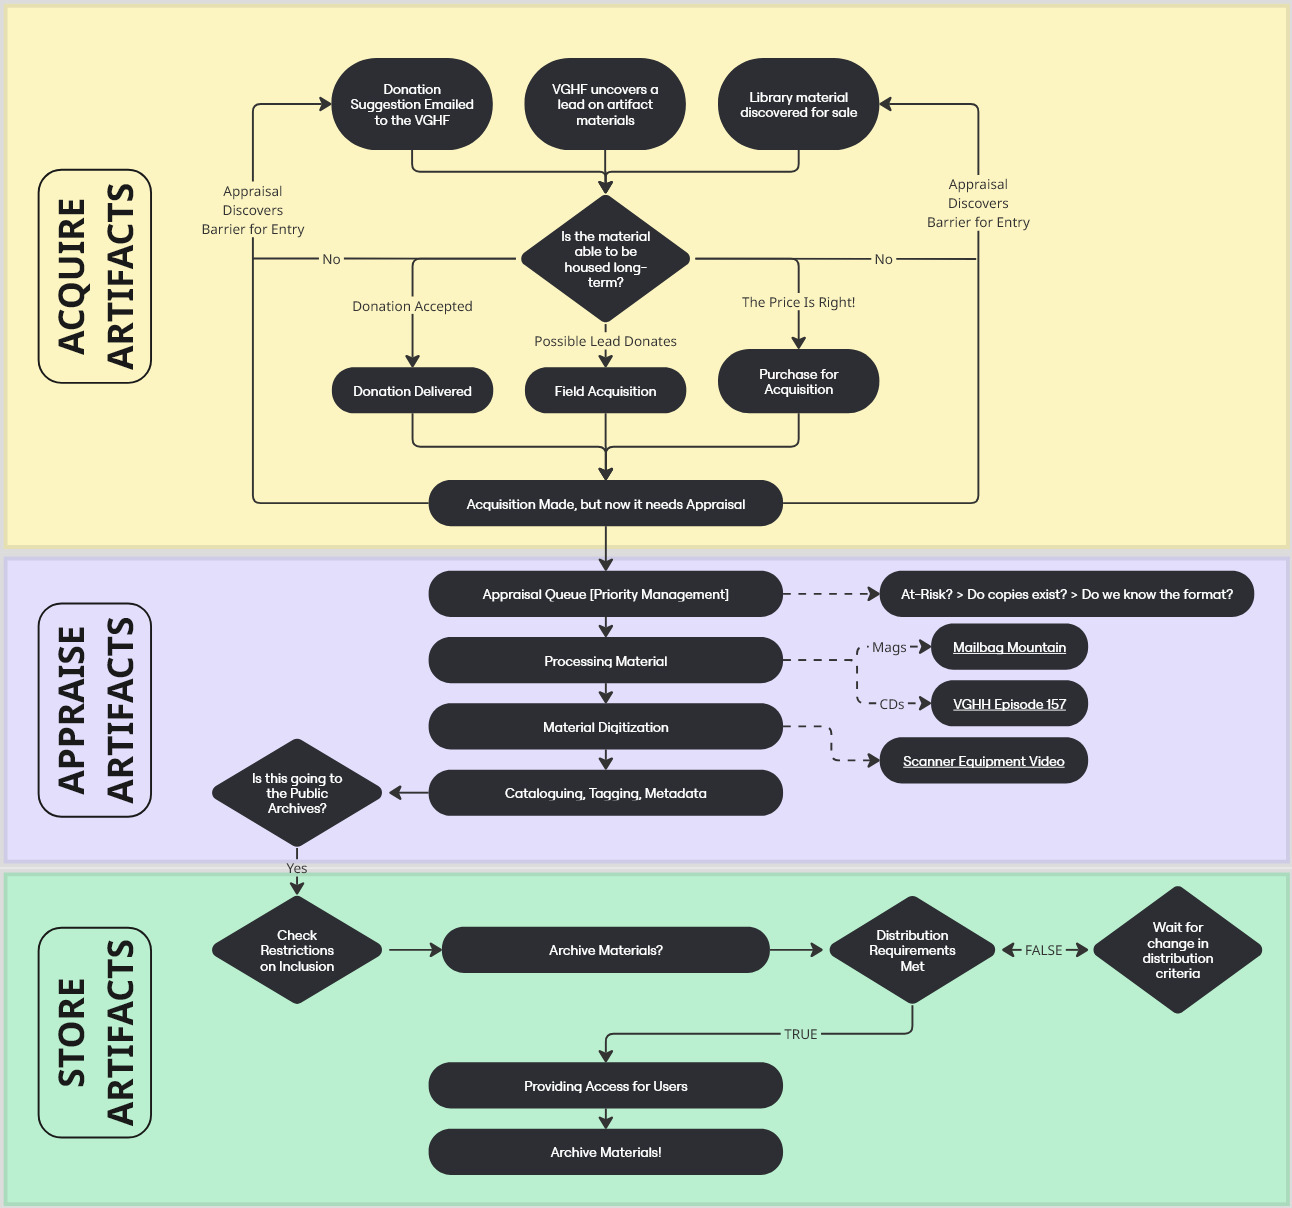 ACQUIRE
ARTIFACTS
Donation
Suggestion Emailed
to the VGHF
VGHF uncovers a
lead on artifact
materials
Library material
discovered for sale
Appraisal
Discovers
Barrier for Entry
Appraisal
Discovers
Barrier for Entry
Is the material
able to be
housed long-
term?
No
No
Donation Accepted
The Price Is Right!
Possible Lead Donates
Donation Delivered
Field Acquisition
Purchase for
Acquisition
Acquisition Made, but now it needs Appraisal
APPRAISE
ARTIFACTS
Appraisal Queue [Priority Management]
At-Risk? > Do copies exist? > Do we know the format?
Processing Material
Mags
Mailbag Mountain
CDs
VGHH Episode 157
Material Digitization
Scanner Equipment Video
Cataloguing, Tagging, Metadata
Is this going to
the Public
Archives?
Yes
STORE
ARTIFACTS
Check
Restrictions
on Inclusion
Archive Materials?
Distribution
Requirements
Met
FALSE
Wait for
change in
distribution
criteria
TRUE
Providing Access for Users
Archive Materials!